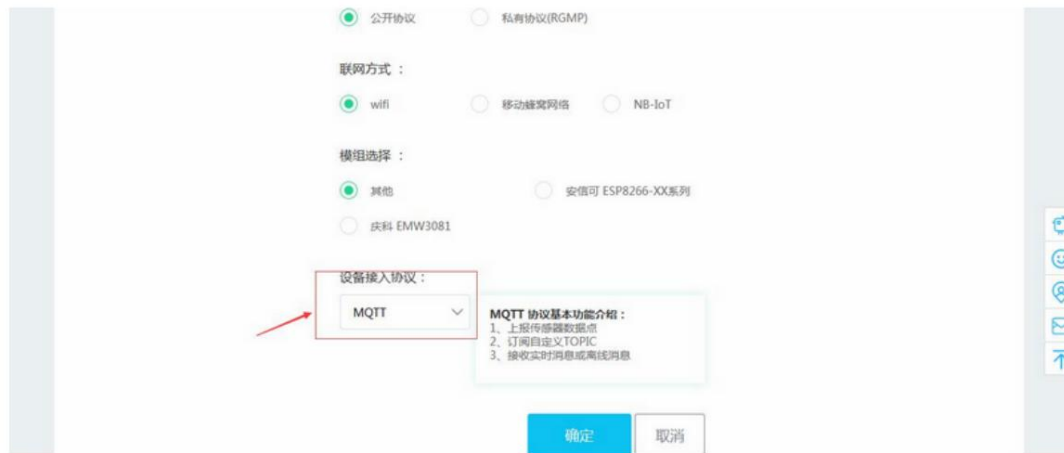 公开协议 私有协议(RGMP)
联网方式 ：
wifi 移动蜂窝网络 NB-IoT
模组选择 ：
其他 安信可 ESP8266-XX系列
庆科 EMW3081
设备接入协议：
MQTT
MQTT 协议基本功能介绍：
1、上报传感器数据点
2、订阅自定义TOPIC
3、接收实时消息或离线消息
确定 取消